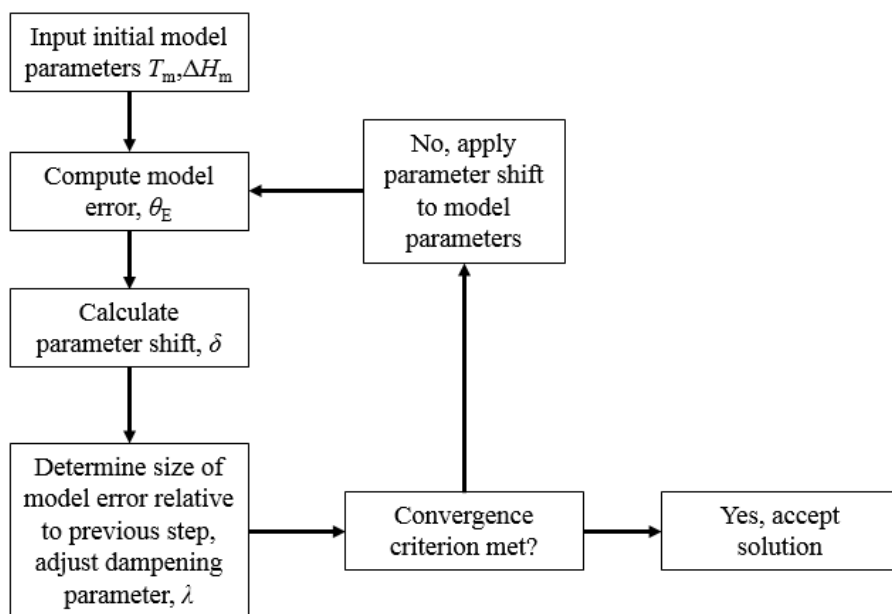 Input initial model
parameters Tm,ΔHm
Compute model
error, θE
Calculate
parameter shift, δ
Determine size of
model error relative
to previous step,
adjust dampening
parameter, λ
Convergence
criterion met?
No, apply
parameter shift
to model
parameters
Yes, accept
solution